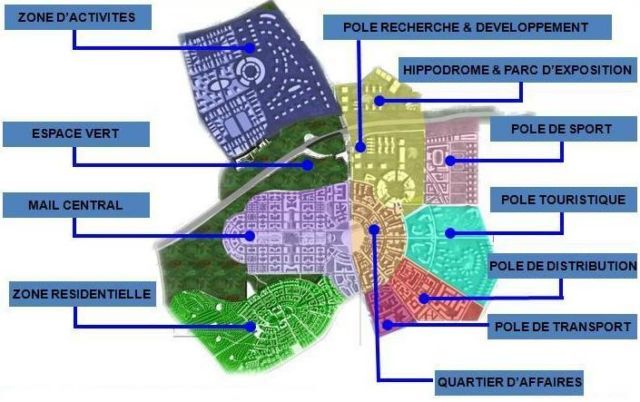 ZONE D'ACTIVITES
POLE RECHERCHE & DEVELOPPEMENT
HIPPODROME & PARC D'EXPOSITION
ESPACE VERT
POLE DE SPORT
MAIL CENTRAL
POLE TOURISTIQUE
POLE DE DISTRIBUTION
ZONE RESIDENTIELLE
POLE DE TRANSPORT
QUARTIER D'AFFAIRES